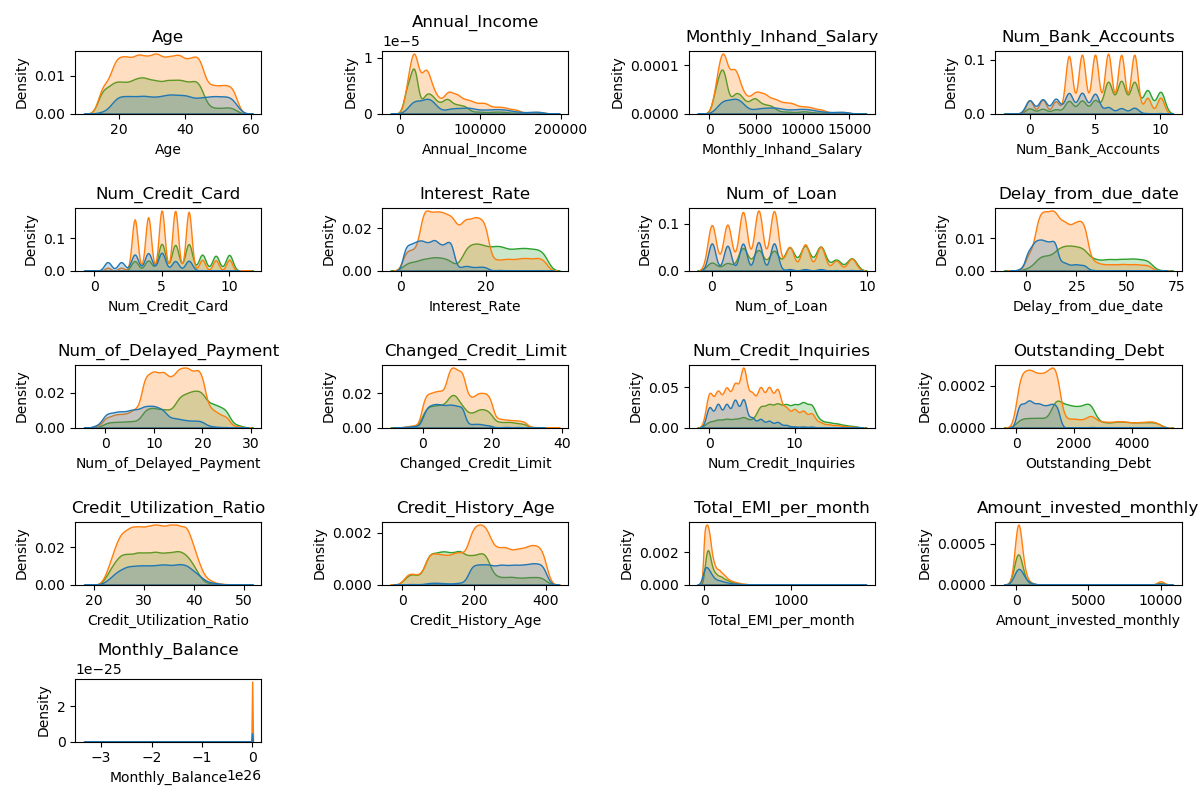 Age
Density
0.01
0.00
20
40
60
Age
Annual_Income
1e−5
Density
1
0
0
100000
200000
Annual_Income
Monthly_Inhand_Salary
Density
0.0001
0.0000
0
5000
10000
15000
Monthly_Inhand_Salary
Num_Bank_Accounts
Density
0.1
0.0
0
5
10
Num_Bank_Accounts
Num_Credit_Card
Density
0.1
0.0
0
5
10
Num_Credit_Card
Interest_Rate
Density
0.02
0.00
0
20
Interest_Rate
Num_of_Loan
Density
0.1
0.0
0
5
10
Num_of_Loan
Delay_from_due_date
Density
0.01
0.00
0
25
50
75
Delay_from_due_date
Num_of_Delayed_Payment
Density
0.02
0.00
0
10
20
30
Num_of_Delayed_Payment
Changed_Credit_Limit
Density
0.02
0.00
0
20
40
Changed_Credit_Limit
Num_Credit_Inquiries
Density
0.05
0.00
0
10
Num_Credit_Inquiries
Outstanding_Debt
Density
0.0002
0.0000
0
2000
4000
Outstanding_Debt
Credit_Utilization_Ratio
Density
0.02
0.00
20
30
40
50
Credit_Utilization_Ratio
Credit_History_Age
Density
0.002
0.000
0
200
400
Credit_History_Age
Total_EMI_per_month
Density
0.002
0.000
0
1000
Total_EMI_per_month
Amount_invested_monthly
Density
0.0005
0.0000
0
5000
10000
Amount_invested_monthly
Monthly_Balance
1e−25
Density
2
0
−3
−2
−1
0
Monthly_Balance
1e26